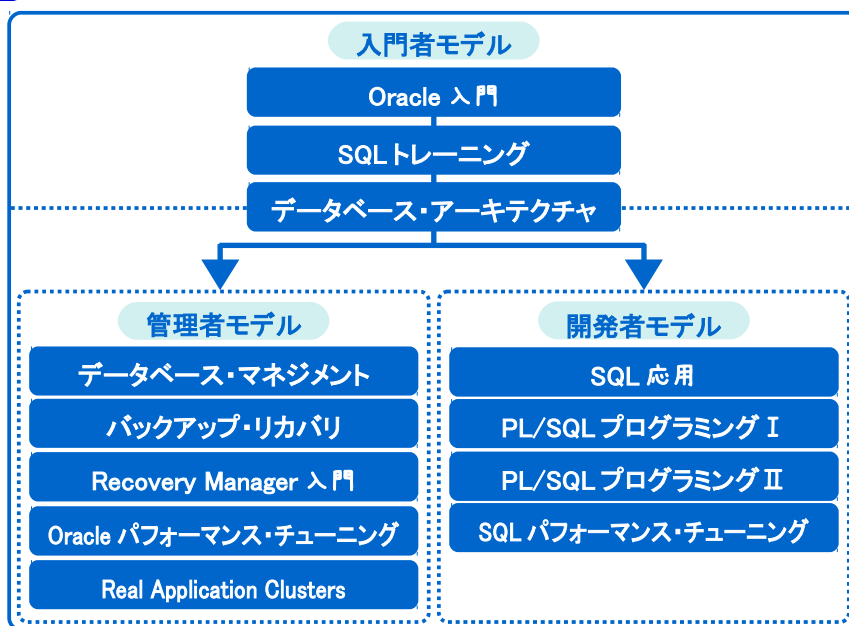 入門者モデル
Oracle 入門
SQLトレーニング
データベース・アーキテクチャ
管理者モデル
データベース・マネジメント
バックアップ・リカバリ
Recovery Manager 入門
Oracle パフォーマンス・チューニング
Real Application Clusters
開発者モデル
SQL 応用
PL/SQL プログラミング Ⅰ
PL/SQL プログラミング Ⅱ
SQL パフォーマンス・チューニング